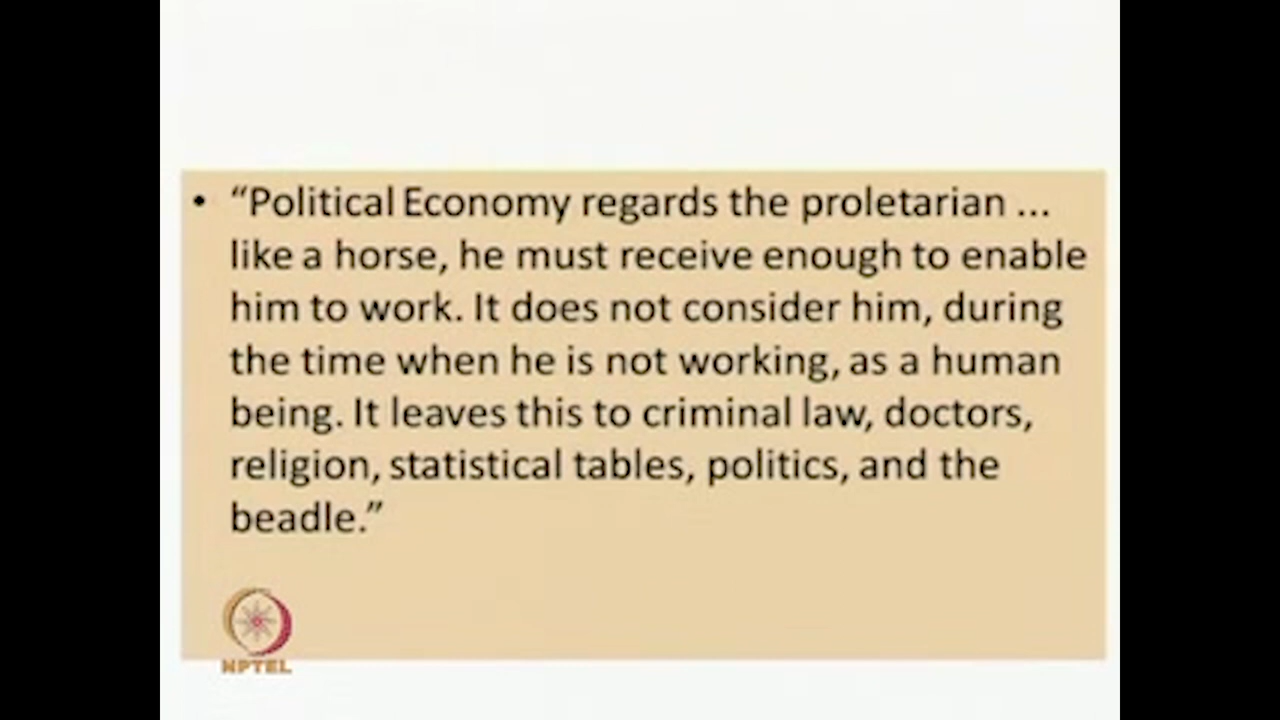 • “Political Economy regards the proletarian ...
like a horse, he must receive enough to enable
him to work. It does not consider him, during
the time when he is not working, as a human
being. It leaves this to criminal law, doctors,
religion, statistical tables, politics, and the
beadle.”
NPTEL